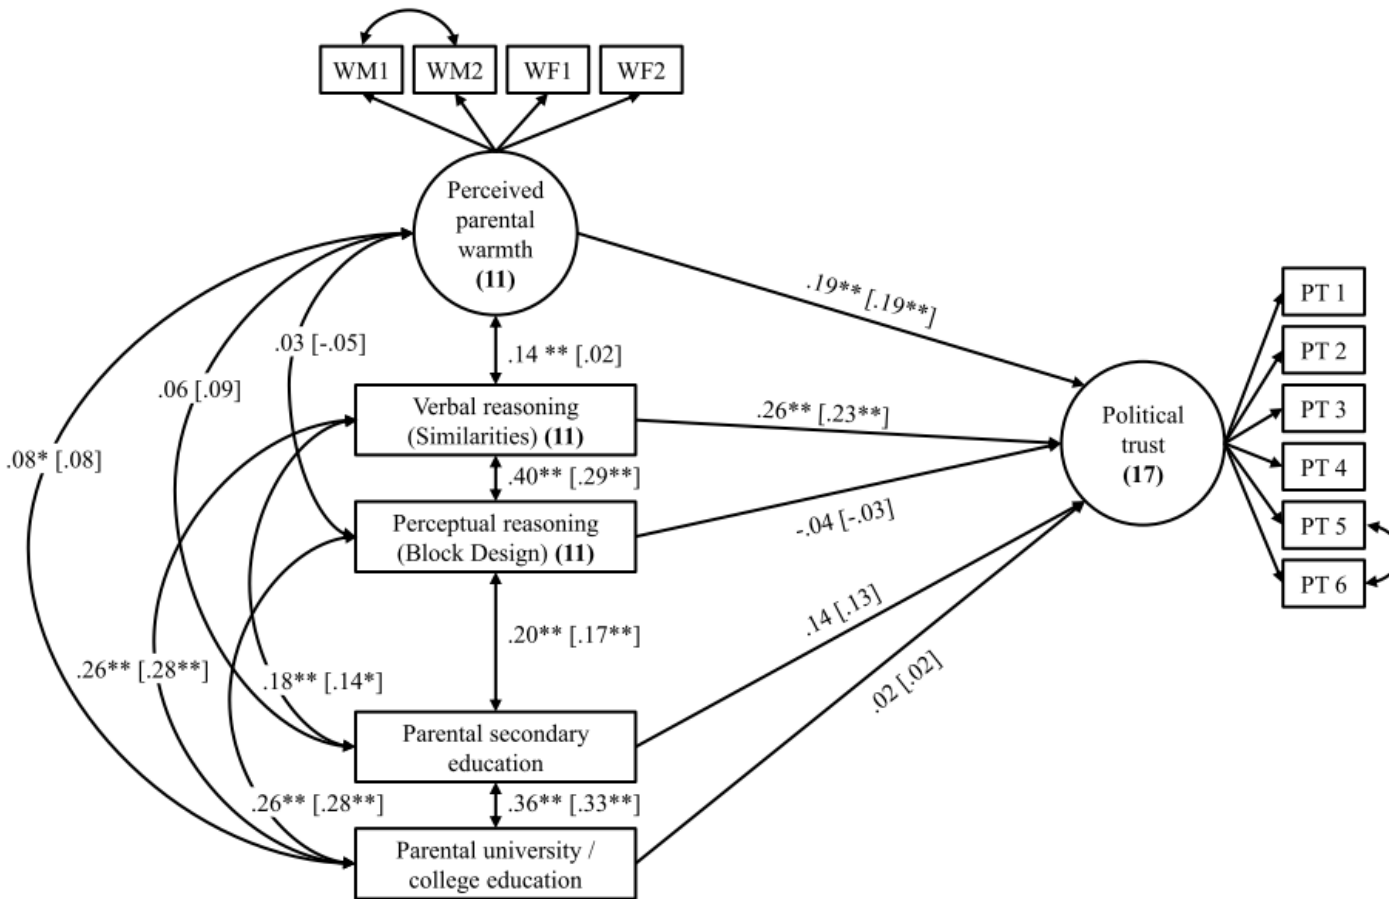 WM1 WM2 WF1 WF2
Perceived
parental
warmth
(11)
.19** [.19**]
.03 [-.05]
.14 ** [.02]
.06 [.09]
.08* [.08]
Verbal reasoning
(Similarities) (11)
.26** [.23**]
.40** [.29**]
Perceptual reasoning
(Block Design) (11)
-.04 [-.03]
Political
trust
(17)
PT 1
PT 2
PT 3
PT 4
PT 5
PT 6
.20** [.17**]
.14 [.13]
.26** [.28**]
.18** [.14*]
.02 [.02]
Parental secondary
education
.26** [.28**]
.36** [.33**]
Parental university /
college education